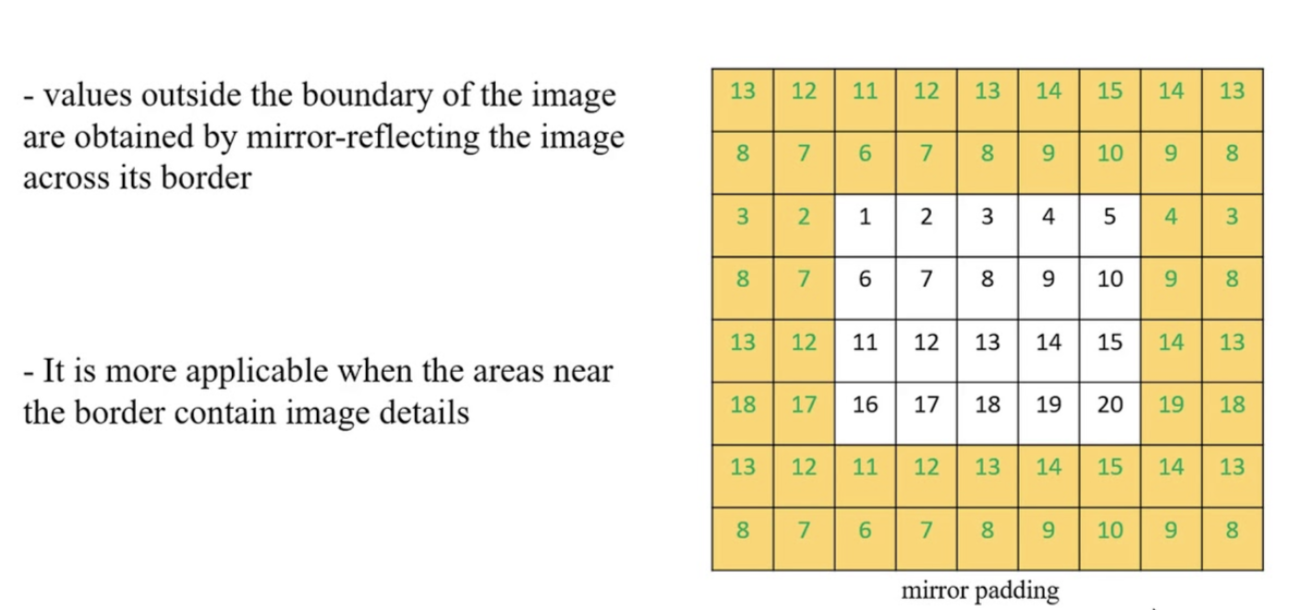 - values outside the boundary of the image
are obtained by mirror-reflecting the image
across its border
- It is more applicable when the areas near
the border contain image details
13 12 11 12 13 14 15 14 13
8 7 6 7 8 9 10 9 8
3 2 1 2 3 4 5 4 3
8 7 6 7 8 9 10 9 8
13 12 11 12 13 14 15 14 13
18 17 16 17 18 19 20 19 18
13 12 11 12 13 14 15 14 13
8 7 6 7 8 9 10 9 8
mirror padding